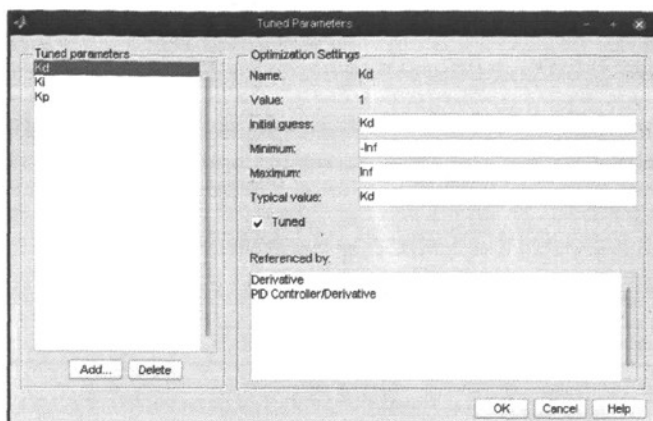 Tuned Parameters
Tuned parameters
Kd
Ki
Kp
Add...
Delete
Optimization Settings
Name: Kd
Value: 1
Initial guess: Kd
Minimum: -Inf
Maximum: Inf
Typical value: Kd
Tuned
Referenced by:
Derivative
PID Controller/Derivative
OK
Cancel
Help